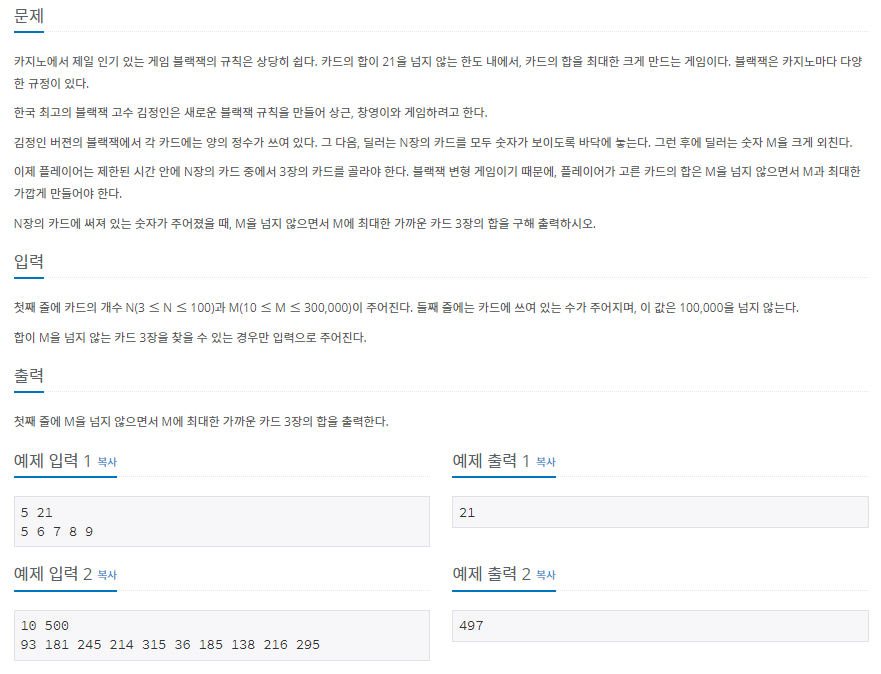 문제
카지노에서 제일 인기 있는 게임 블랙잭의 규칙은 상당히 쉽다. 카드의 합이 21을 넘지 않는 한도 내에서, 카드의 합을 최대한 크게 만드는 게임이다. 블랙잭은 카지노마다 다양
한 규정이 있다.
한국 최고의 블랙잭 고수 김정인은 새로운 블랙잭 규칙을 만들어 상근, 창영이와 게임하려고 한다.
김정인 버젼의 블랙잭에서 각 카드에는 양의 정수가 쓰여 있다. 그 다음, 딜러는 N장의 카드를 모두 숫자가 보이도록 바닥에 놓는다. 그런 후에 딜러는 숫자 M을 크게 외친다.
이제 플레이어는 제한된 시간 안에 N장의 카드 중에서 3장의 카드를 골라야 한다. 블랙잭 변형 게임이기 때문에, 플레이어가 고른 카드의 합은 M을 넘지 않으면서 M과 최대한
가깝게 만들어야 한다.
N장의 카드에 써져 있는 숫자가 주어졌을 때, M을 넘지 않으면서 M에 최대한 가까운 카드 3장의 합을 구해 출력하시오.
입력
첫째 줄에 카드의 개수 N(3 ≤ N ≤ 100)과 M(10 ≤ M ≤ 300,000)이 주어진다. 둘째 줄에는 카드에 쓰여 있는 수가 주어지며, 이 값은 100,000을 넘지 않는다.
합이 M을 넘지 않는 카드 3장을 찾을 수 있는 경우만 입력으로 주어진다.
출력
첫째 줄에 M을 넘지 않으면서 M에 최대한 가까운 카드 3장의 합을 출력한다.
예제 입력 1 복사
5 21
5 6 7 8 9
예제 출력 1 복사
21
예제 입력 2 복사
10 500
93 181 245 214 315 36 185 138 216 295
예제 출력 2 복사
497